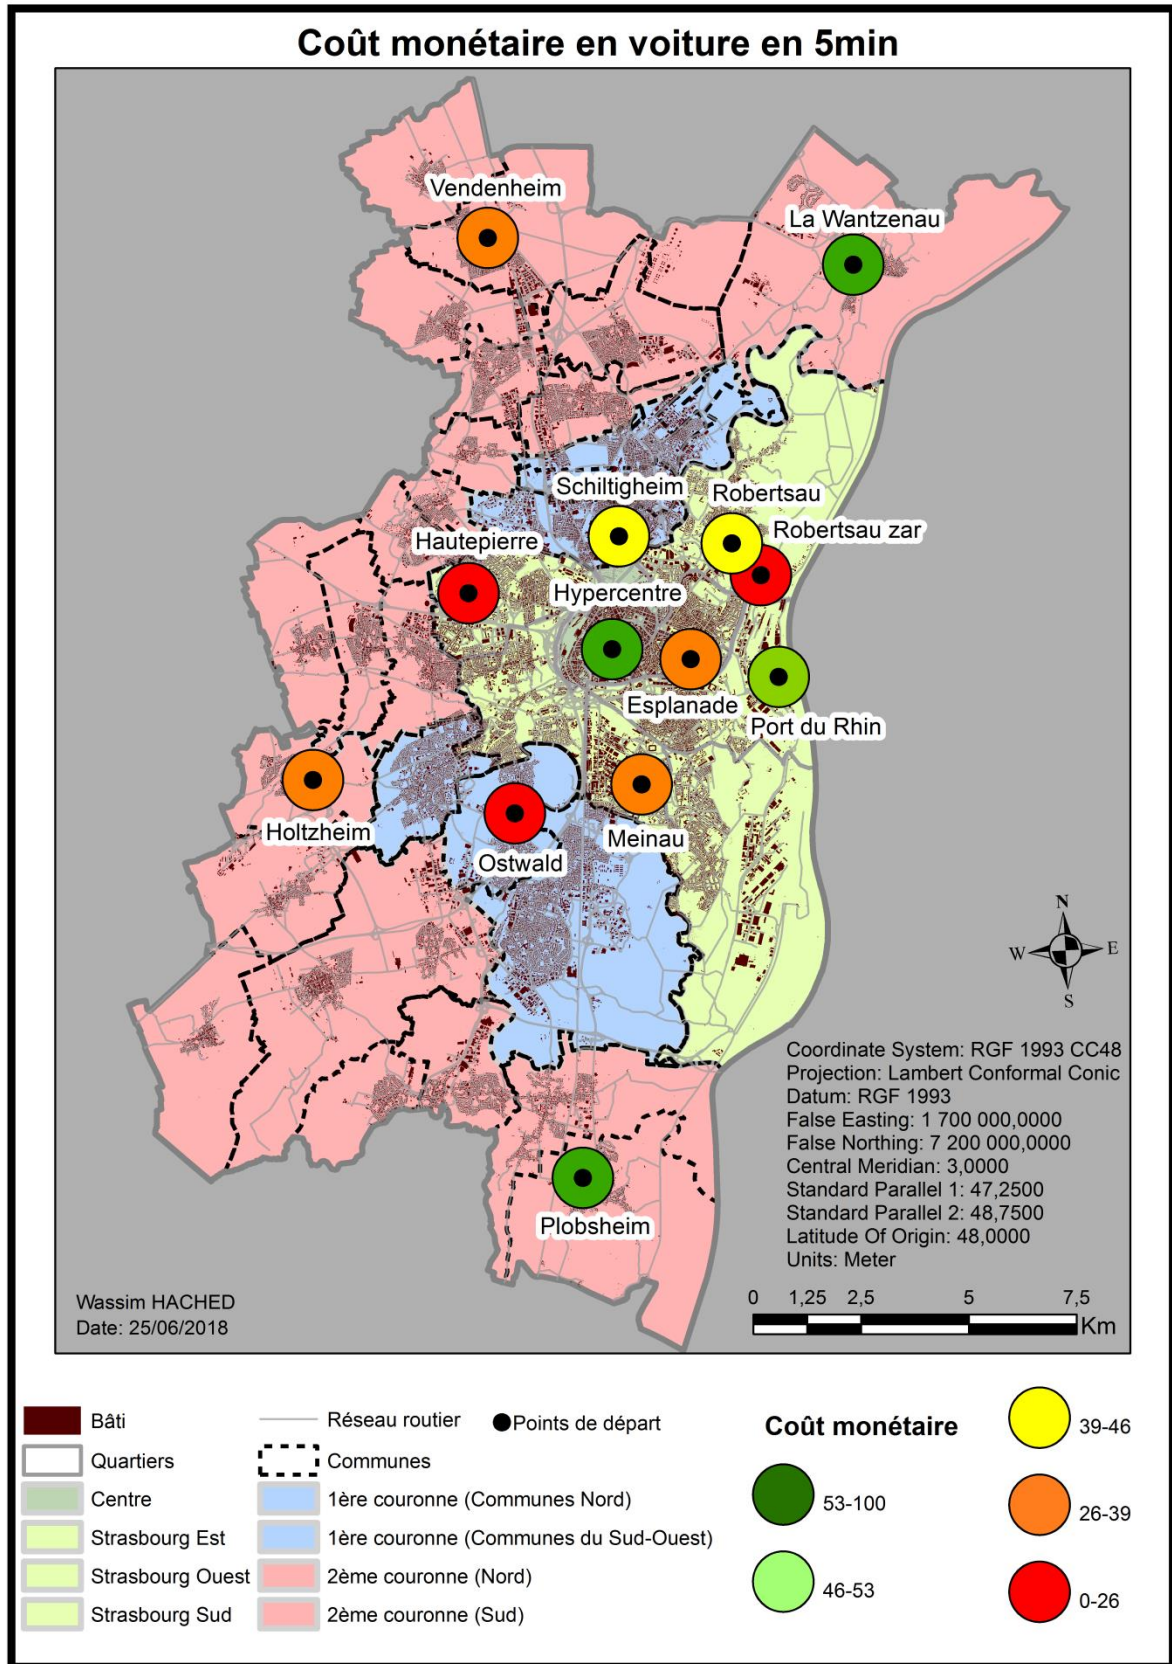 Coût monétaire en voiture en 5min
Vendenheim
La Wantzenau
Schiltigheim
Robertsau
Robertsau zar
Hautepierre
Hypercentre
Esplanade
Port du Rhin
Holtzheim
Ostwald
Meinau
Plobsheim
N
W
E
S
Coordinate System: RGF 1993 CC48
Projection: Lambert Conformal Conic
Datum: RGF 1993
False Easting: 1 700 000,0000
False Northing: 7 200 000,0000
Central Meridian: 3,0000
Standard Parallel 1: 47,2500
Standard Parallel 2: 48,7500
Latitude Of Origin: 48,0000
Units: Meter
Wassim HACHED
Date: 25/06/2018
0 1,25 2,5 5 7,5
Km
Bâti
Quartiers
Centre
Strasbourg Est
Strasbourg Ouest
Strasbourg Sud
Réseau routier
Communes
1ère couronne (Communes Nord)
1ère couronne (Communes du Sud-Ouest)
2ème couronne (Nord)
2ème couronne (Sud)
Points de départ
Coût monétaire
53-100
46-53
39-46
26-39
0-26